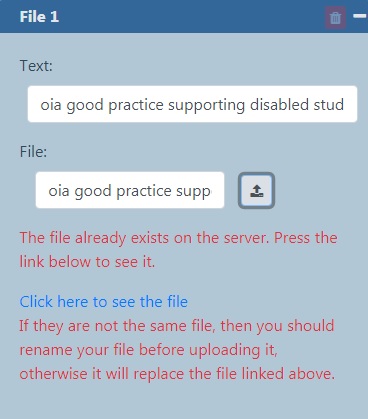 File 1
Text:
oia good practice supporting disabled stud
File:
oia good practice supp
The file already exists on the server. Press the
link below to see it.
Click here to see the file
If they are not the same file, then you should
rename your file before uploading it,
otherwise it will replace the file linked above.